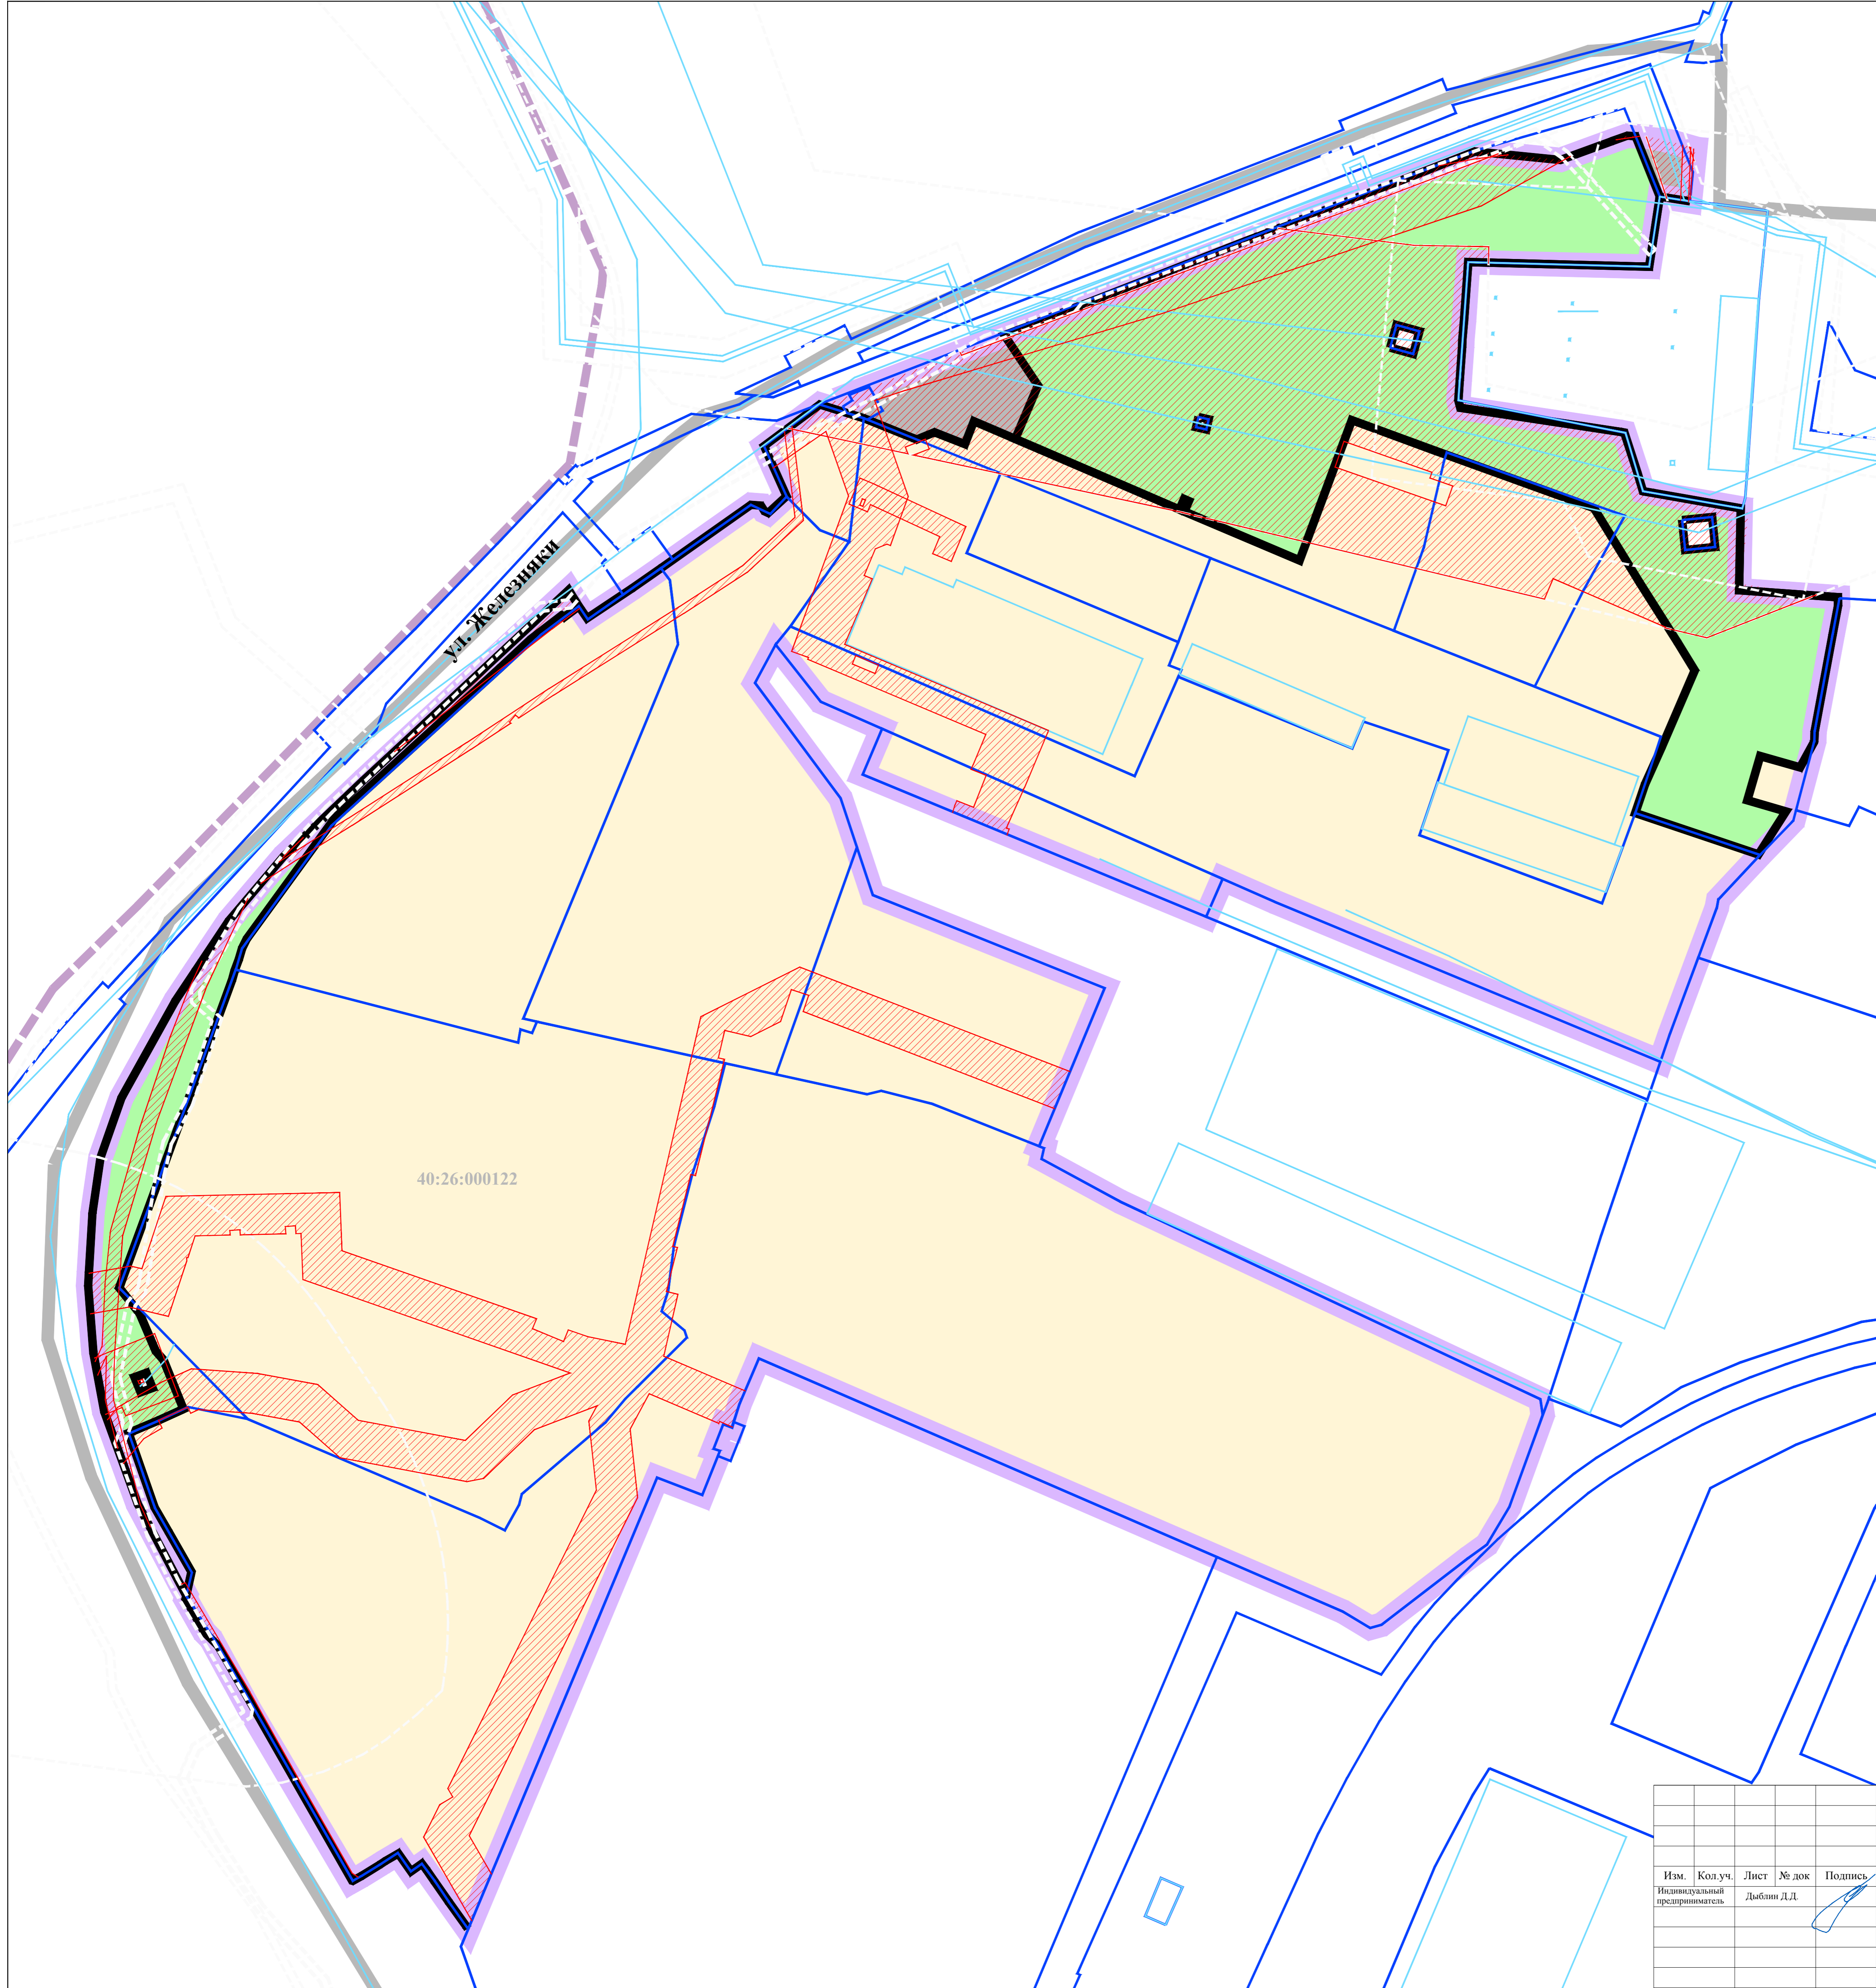 ул. Железняки
40:26:000122
Изм. Кол.уч. Лист № док Подпись
Индивидуальный
предприниматель
Дыблин Д.Д.